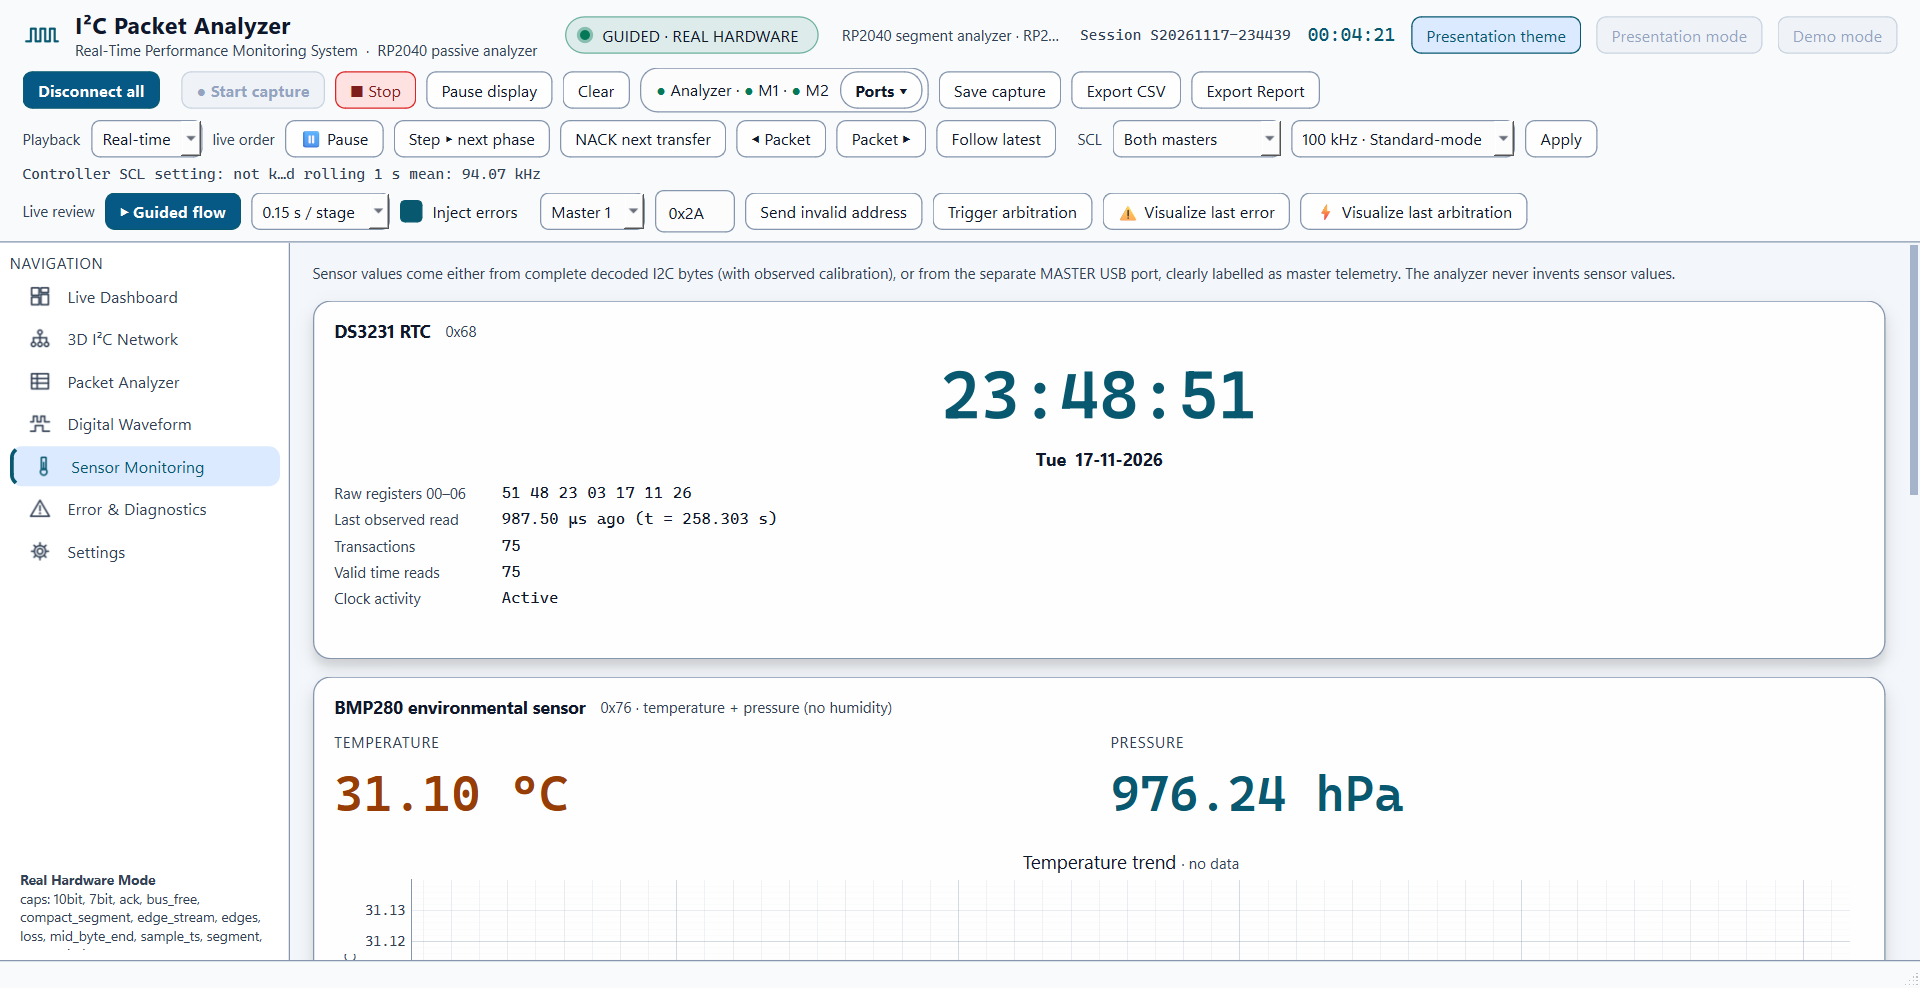 I²C Packet Analyzer
Real-Time Performance Monitoring System · RP2040 passive analyzer
GUIDED · REAL HARDWARE
RP2040 segment analyzer · RP2…
Session S20261117-234439
00:04:21
Presentation theme
Presentation mode
Demo mode
Disconnect all
● Start capture
■ Stop
Pause display
Clear
● Analyzer · ● M1 · ● M2
Ports ▾
Save capture
Export CSV
Export Report
Playback
Real-time
live order
⏸ Pause
Step ▸ next phase
NACK next transfer
◂ Packet
Packet ▸
Follow latest
SCL
Both masters
100 kHz · Standard-mode
Apply
Controller SCL setting: not k…d rolling 1 s mean: 94.07 kHz
Live review
▸ Guided flow
0.15 s / stage
Inject errors
Master 1
0x2A
Send invalid address
Trigger arbitration
⚠ Visualize last error
⚡ Visualize last arbitration
NAVIGATION
Live Dashboard
3D I²C Network
Packet Analyzer
Digital Waveform
Sensor Monitoring
Error & Diagnostics
Settings
Real Hardware Mode
caps: 10bit, 7bit, ack, bus_free,
compact_segment, edge_stream, edges,
loss, mid_byte_end, sample_ts, segment,
Sensor values come either from complete decoded I2C bytes (with observed calibration), or from the separate MASTER USB port, clearly labelled as master telemetry. The analyzer never invents sensor values.
DS3231 RTC 0x68
23:48:51
Tue 17-11-2026
Raw registers 00–06 51 48 23 03 17 11 26
Last observed read 987.50 µs ago (t = 258.303 s)
Transactions 75
Valid time reads 75
Clock activity Active
BMP280 environmental sensor 0x76 · temperature + pressure (no humidity)
TEMPERATURE
31.10 °C
PRESSURE
976.24 hPa
Temperature trend · no data
31.13
31.12